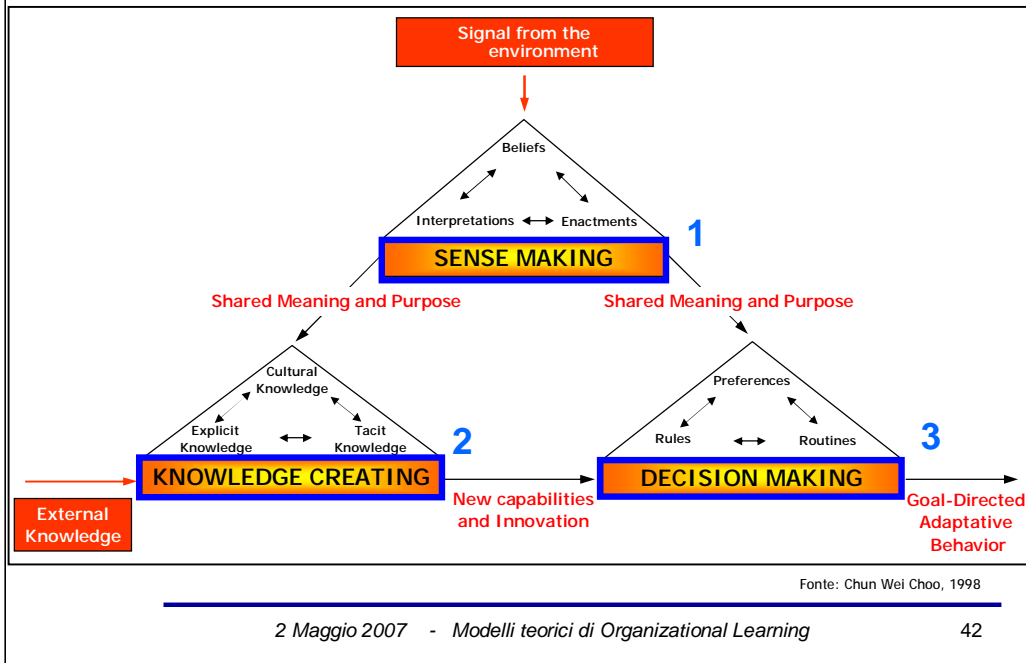 Signal from the
environment
Beliefs
Interpretations
Enactments
1
SENSE MAKING
Shared Meaning and Purpose
Shared Meaning and Purpose
Cultural
Knowledge
Explicit
Knowledge
Tacit
Knowledge
2
KNOWLEDGE CREATING
Preferences
Rules
Routines
3
DECISION MAKING
External
Knowledge
New capabilities
and Innovation
Goal-Directed
Adaptative
Behavior
Fonte: Chun Wei Choo, 1998
2 Maggio 2007 - Modelli teorici di Organizational Learning
42